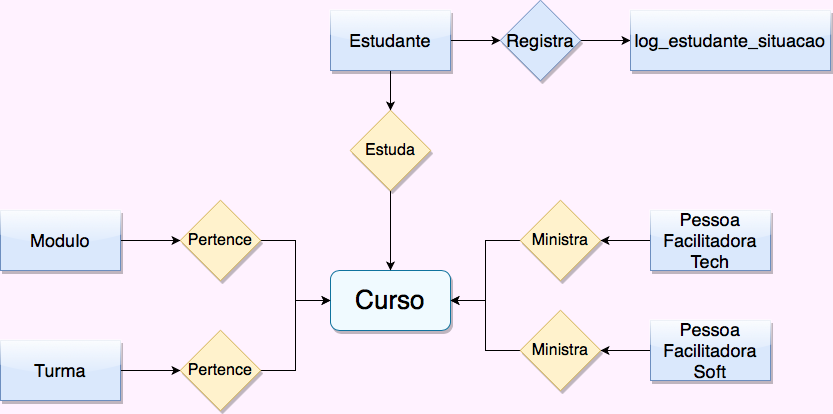 Estudante
Registra
log_estudante_situacao
Estuda
Modulo
Pertence
Ministra
Pessoa
Facilitadora
Tech
Curso
Turma
Pertence
Ministra
Pessoa
Facilitadora
Soft